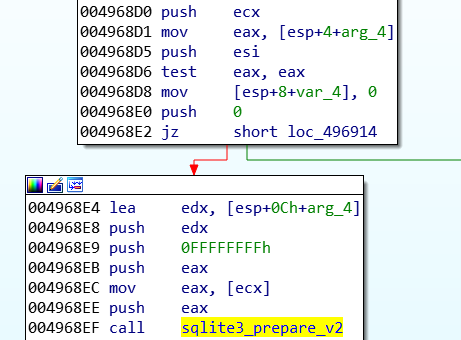 004968D0 push ecx
004968D1 mov eax, [esp+4+arg_4]
004968D5 push esi
004968D6 test eax, eax
004968D8 mov [esp+8+var_4], 0
004968E0 push 0
004968E2 jz short loc_496914
004968E4 lea edx, [esp+0Ch+arg_4]
004968E8 push edx
004968E9 push 0FFFFFFFFh
004968EB push eax
004968EC mov eax, [ecx]
004968EE push eax
004968EF call sqlite3_prepare_v2